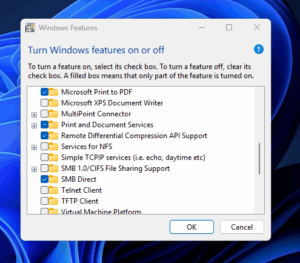 Windows Features
Turn Windows features on or off
To turn a feature on, select its check box. To turn a feature off, clear its
check box. A filled box means that only part of the feature is turned on.
Microsoft Print to PDF
Microsoft XPS Document Writer
MultiPoint Connector
Print and Document Services
Remote Differential Compression API Support
Services for NFS
Simple TCPIP services (i.e. echo, daytime etc)
SMB 1.0/CIFS File Sharing Support
SMB Direct
Telnet Client
TFTP Client
Virtual Machine Platform
OK
Cancel